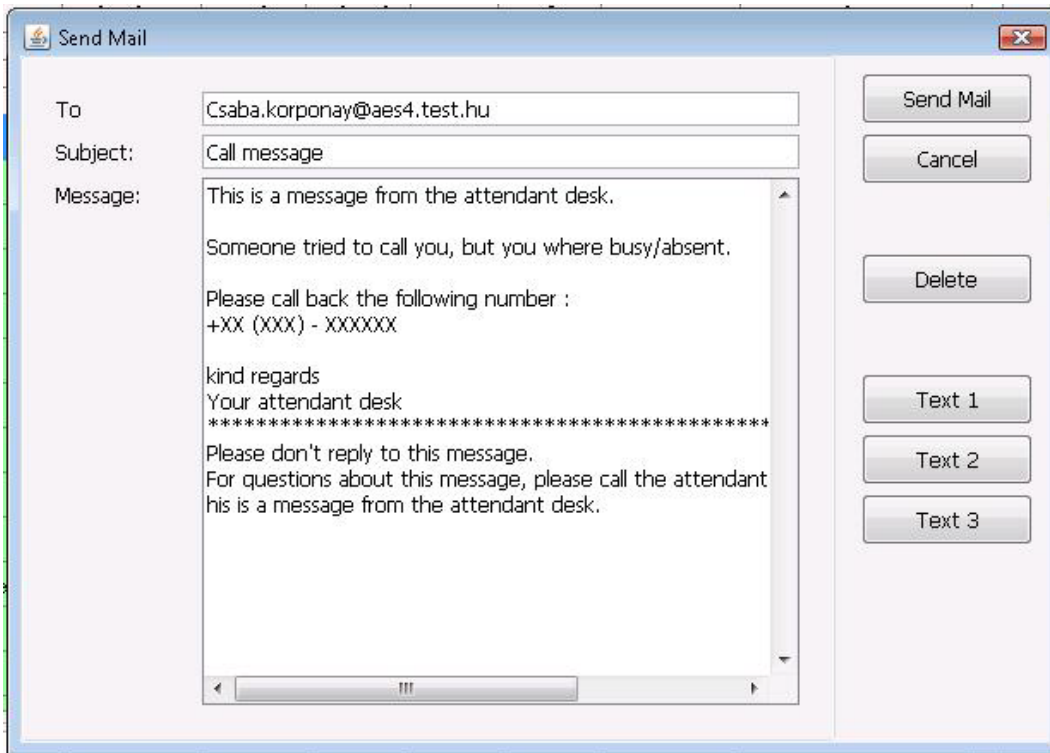 Send Mail
To
Csaba.korponay@aes4.test.hu
Subject:
Call message
Message:
This is a message from the attendant desk.
Someone tried to call you, but you where busy/absent.
Please call back the following number :
+XX (XXX) - XXXXXX
kind regards
Your attendant desk
***********************************************
Please don't reply to this message.
For questions about this message, please call the attendant
his is a message from the attendant desk.
Send Mail
Cancel
Delete
Text 1
Text 2
Text 3